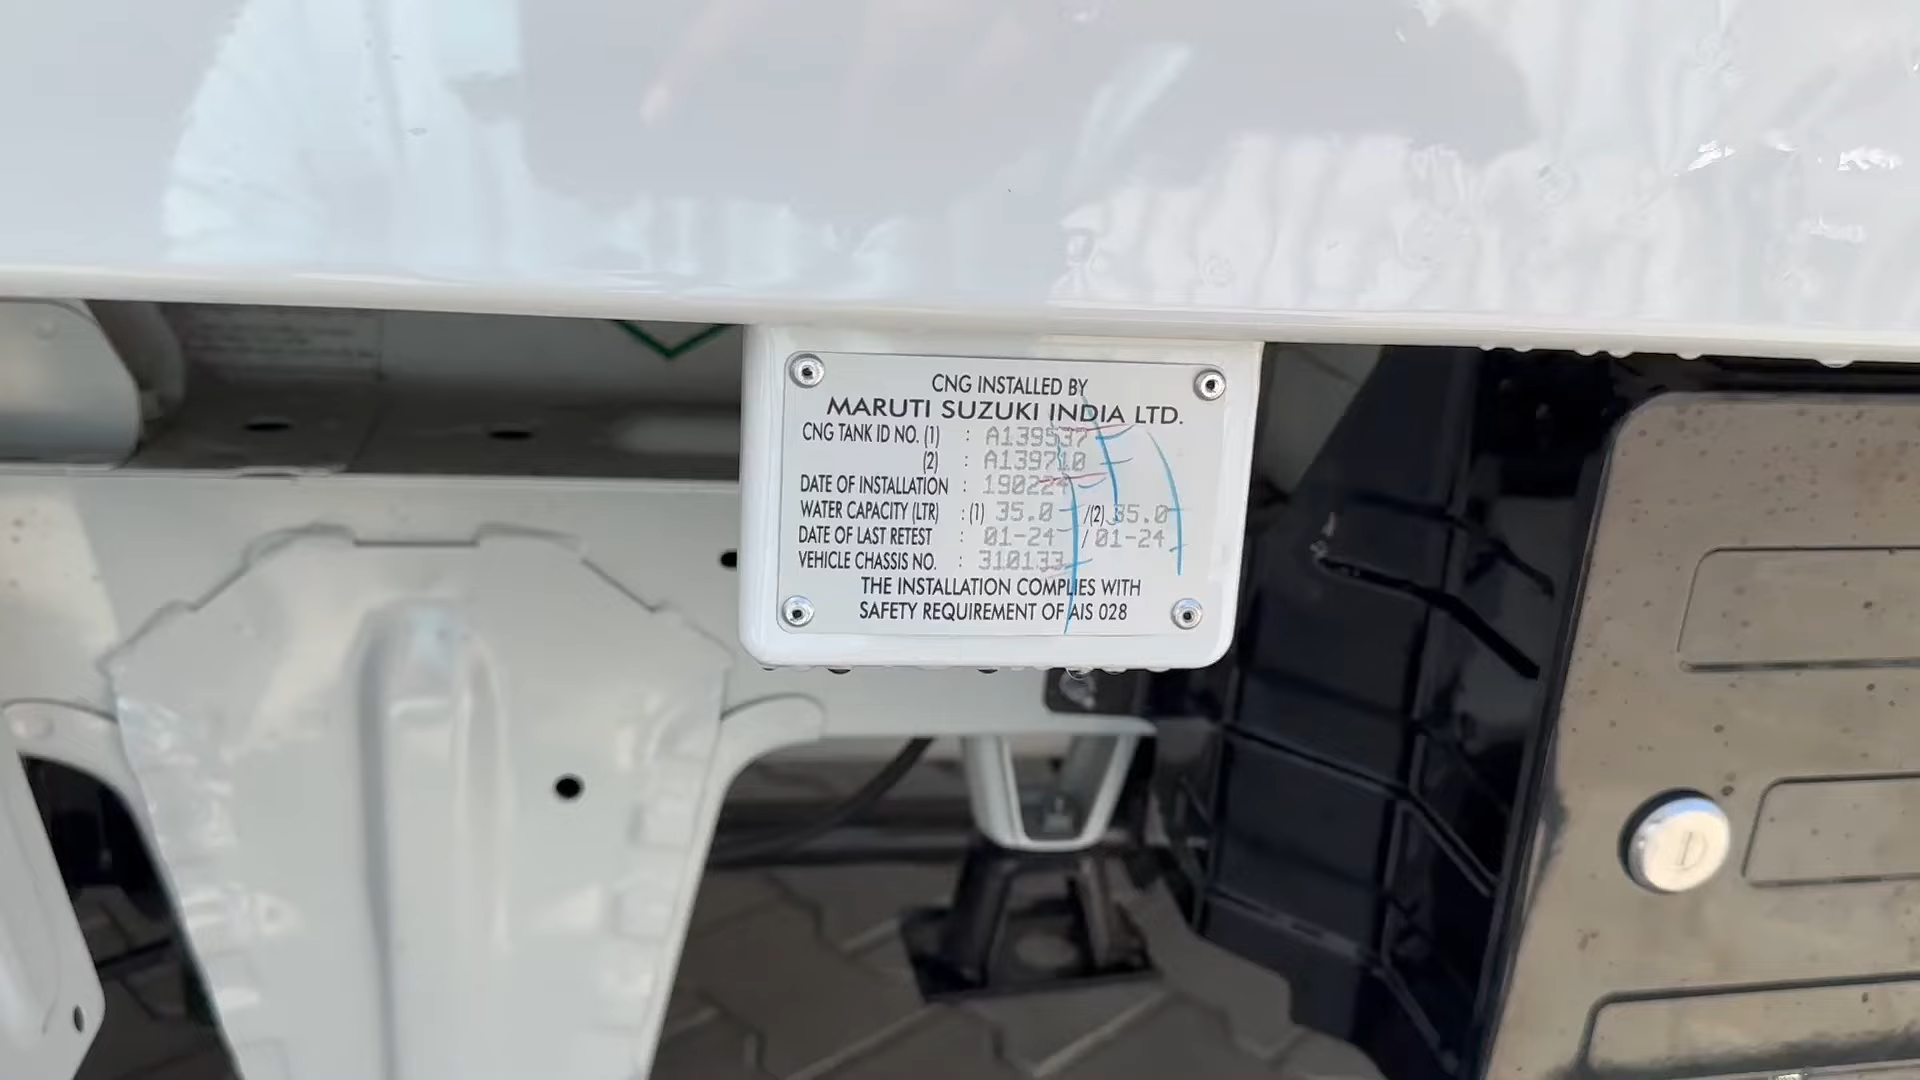 CNG INSTALLED BY
MARUTI SUZUKI INDIA LTD.
CNG TANK ID NO. (1) : A139537
(2) : A139710
DATE OF INSTALLATION : 190224
WATER CAPACITY (LTR) : (1) 35.0 /(2) 35.0
DATE OF LAST RETEST : 01-24 / 01-24
VEHICLE CHASSIS NO. : 310133
THE INSTALLATION COMPLIES WITH
SAFETY REQUIREMENT OF AIS 028